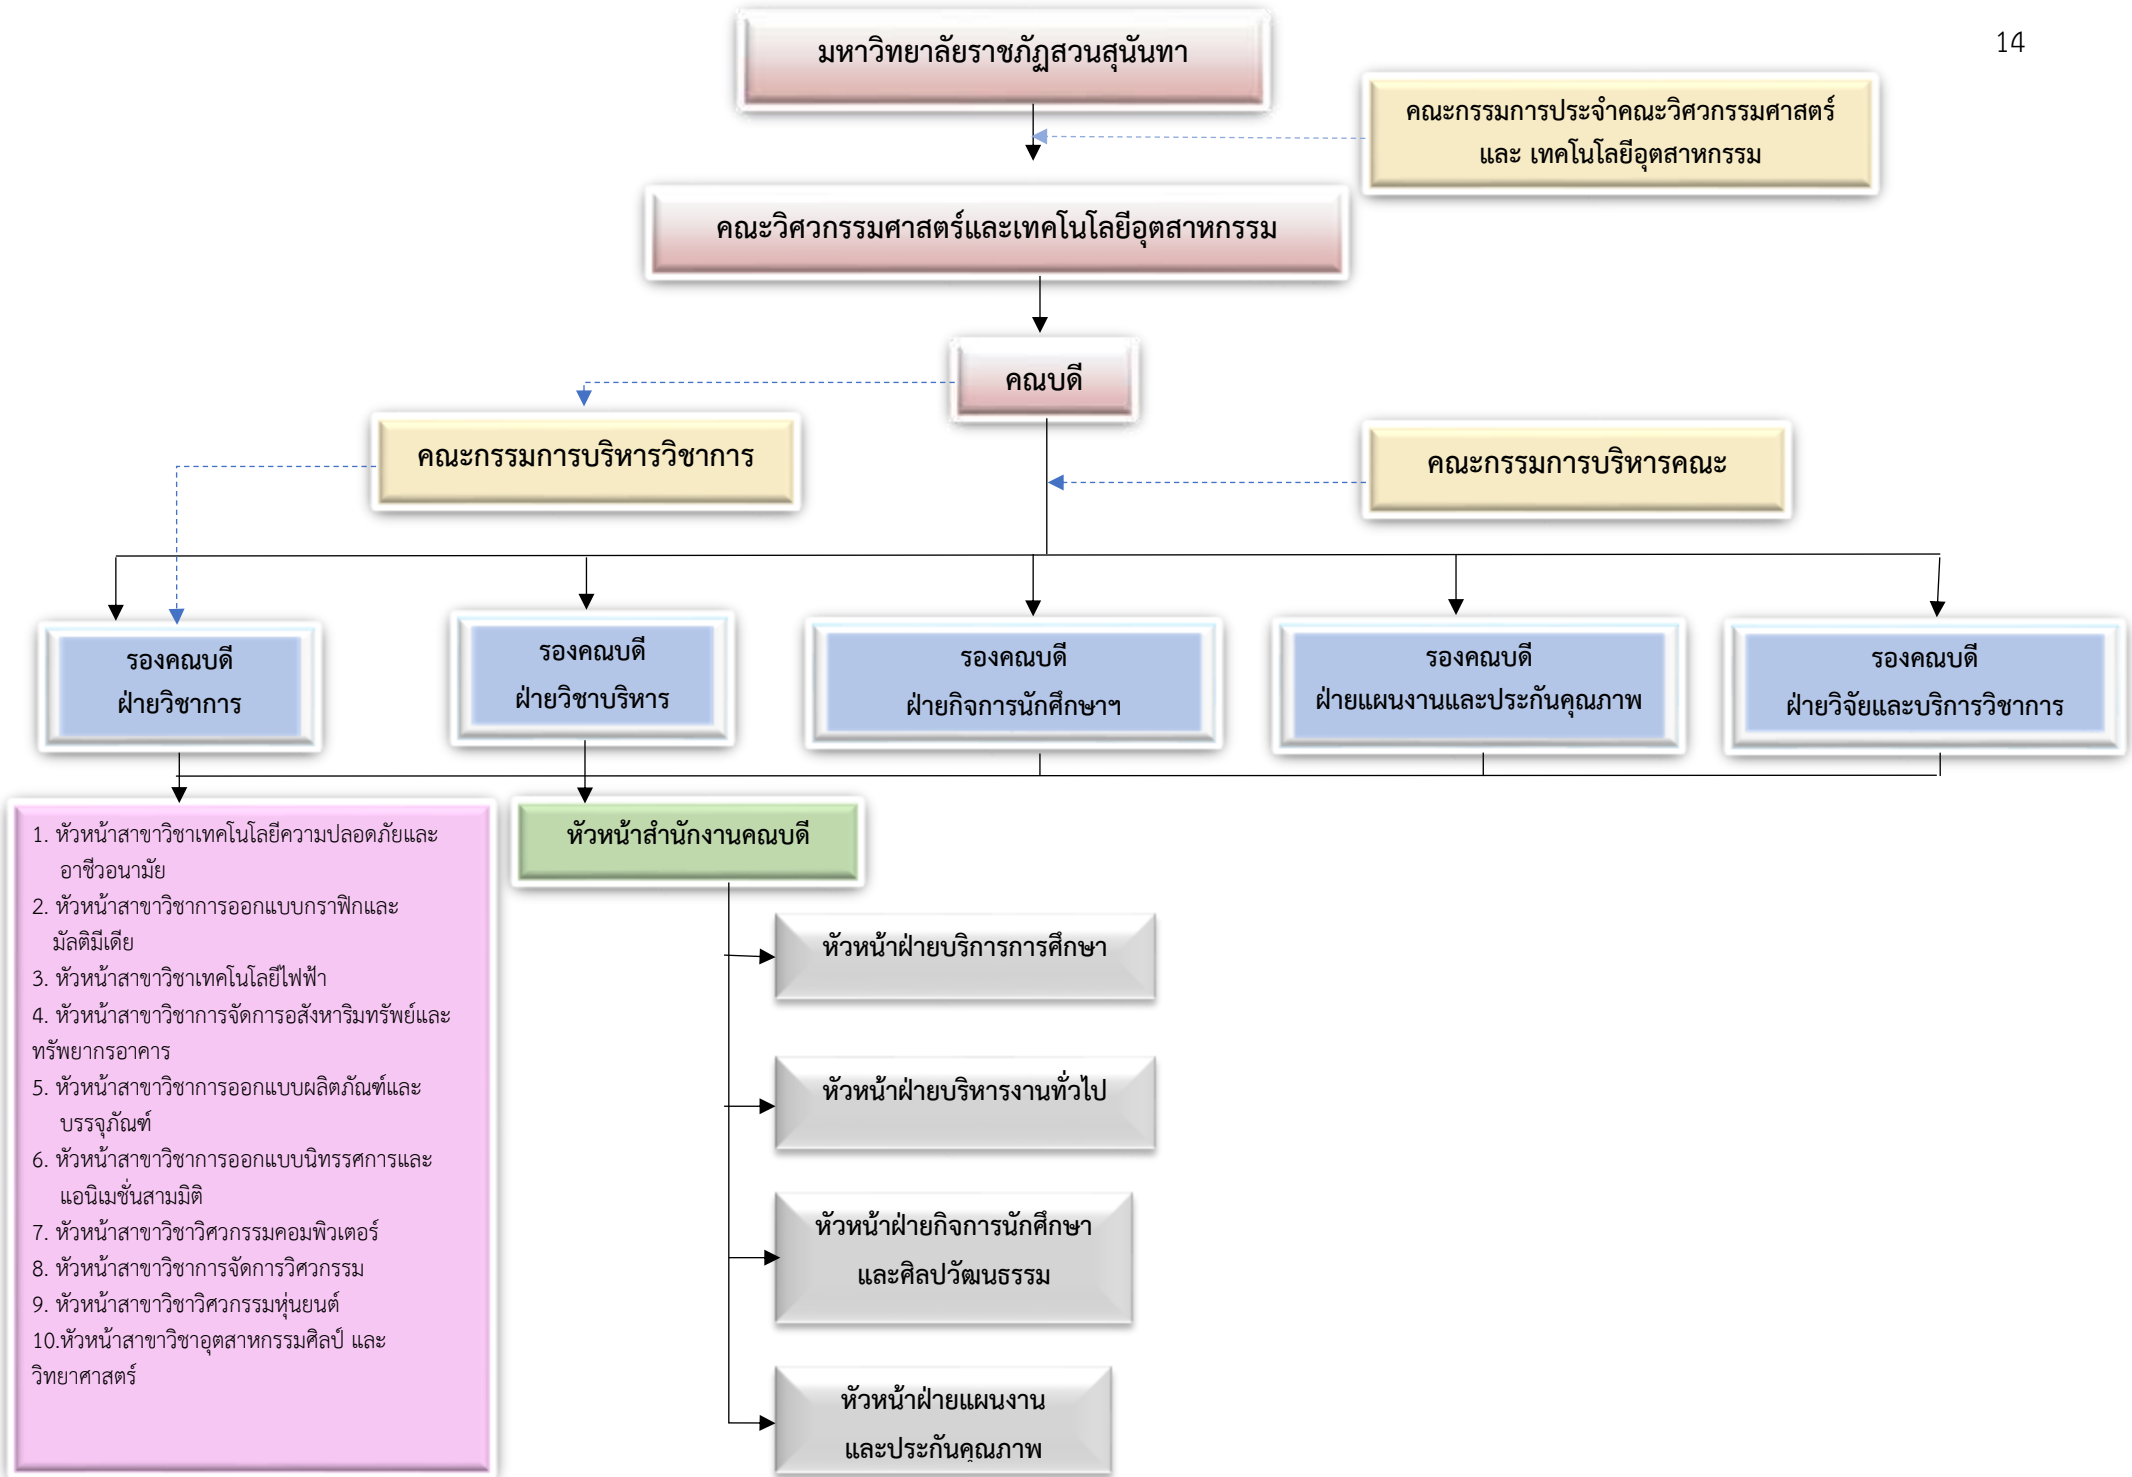 14
มหาวิทยาลัยราชภัฏสวนสุนันทา
คณะกรรมการประจำคณะวิศวกรรมศาสตร์
และ เทคโนโลยีอุตสาหกรรม
คณะวิศวกรรมศาสตร์และเทคโนโลยีอุตสาหกรรม
คณบดี
คณะกรรมการบริหารวิชาการ
คณะกรรมการบริหารคณะ
รองคณบดี
ฝ่ายวิชาการ
รองคณบดี
ฝ่ายวิชาบริหาร
รองคณบดี
ฝ่ายกิจการนักศึกษาฯ
รองคณบดี
ฝ่ายแผนงานและประกันคุณภาพ
รองคณบดี
ฝ่ายวิจัยและบริการวิชาการ
1. หัวหน้าสาขาวิชาเทคโนโลยีความปลอดภัยและ
อาชีวอนามัย
2. หัวหน้าสาขาวิชาการออกแบบกราฟิกและ
มัลติมีเดีย
3. หัวหน้าสาขาวิชาเทคโนโลยีไฟฟ้า
4. หัวหน้าสาขาวิชาการจัดการอสังหาริมทรัพย์และ
ทรัพยากรอาคาร
5. หัวหน้าสาขาวิชาการออกแบบผลิตภัณฑ์และ
บรรจุภัณฑ์
6. หัวหน้าสาขาวิชาการออกแบบนิทรรศการและ
แอนิเมชั่นสามมิติ
7. หัวหน้าสาขาวิชาวิศวกรรมคอมพิวเตอร์
8. หัวหน้าสาขาวิชาการจัดการวิศวกรรม
9. หัวหน้าสาขาวิชาวิศวกรรมหุ่นยนต์
10.หัวหน้าสาขาวิชาอุตสาหกรรมศิลป์ และ
วิทยาศาสตร์
หัวหน้าสำนักงานคณบดี
หัวหน้าฝ่ายบริการการศึกษา
หัวหน้าฝ่ายบริหารงานทั่วไป
หัวหน้าฝ่ายกิจการนักศึกษา
และศิลปวัฒนธรรม
หัวหน้าฝ่ายแผนงาน
และประกันคุณภาพ